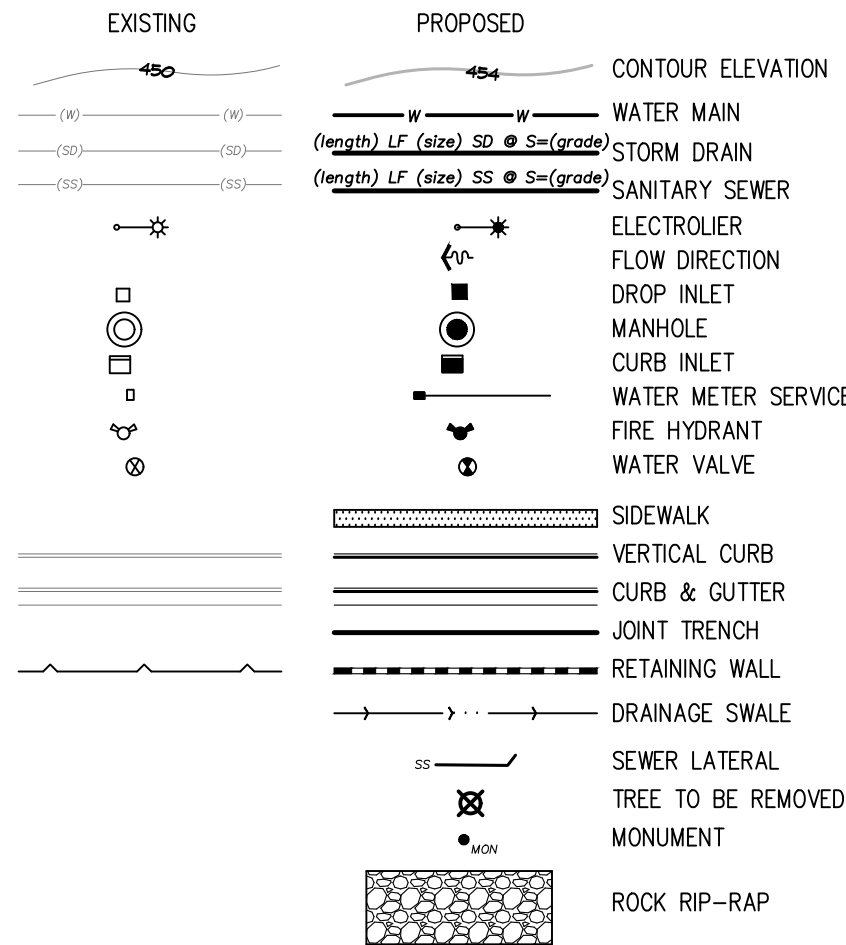 EXISTING PROPOSED
450 454 CONTOUR ELEVATION
(W) (W) W W WATER MAIN
(SD) (SD) (length) LF (size) SD @ S=(grade) STORM DRAIN
(SS) (SS) (length) LF (size) SS @ S=(grade) SANITARY SEWER
ELECTROLIER
FLOW DIRECTION
DROP INLET
MANHOLE
CURB INLET
WATER METER SERVICE
FIRE HYDRANT
WATER VALVE
SIDEWALK
VERTICAL CURB
CURB & GUTTER
JOINT TRENCH
RETAINING WALL
DRAINAGE SWALE
SS SEWER LATERAL
TREE TO BE REMOVED
MON MONUMENT
ROCK RIP-RAP